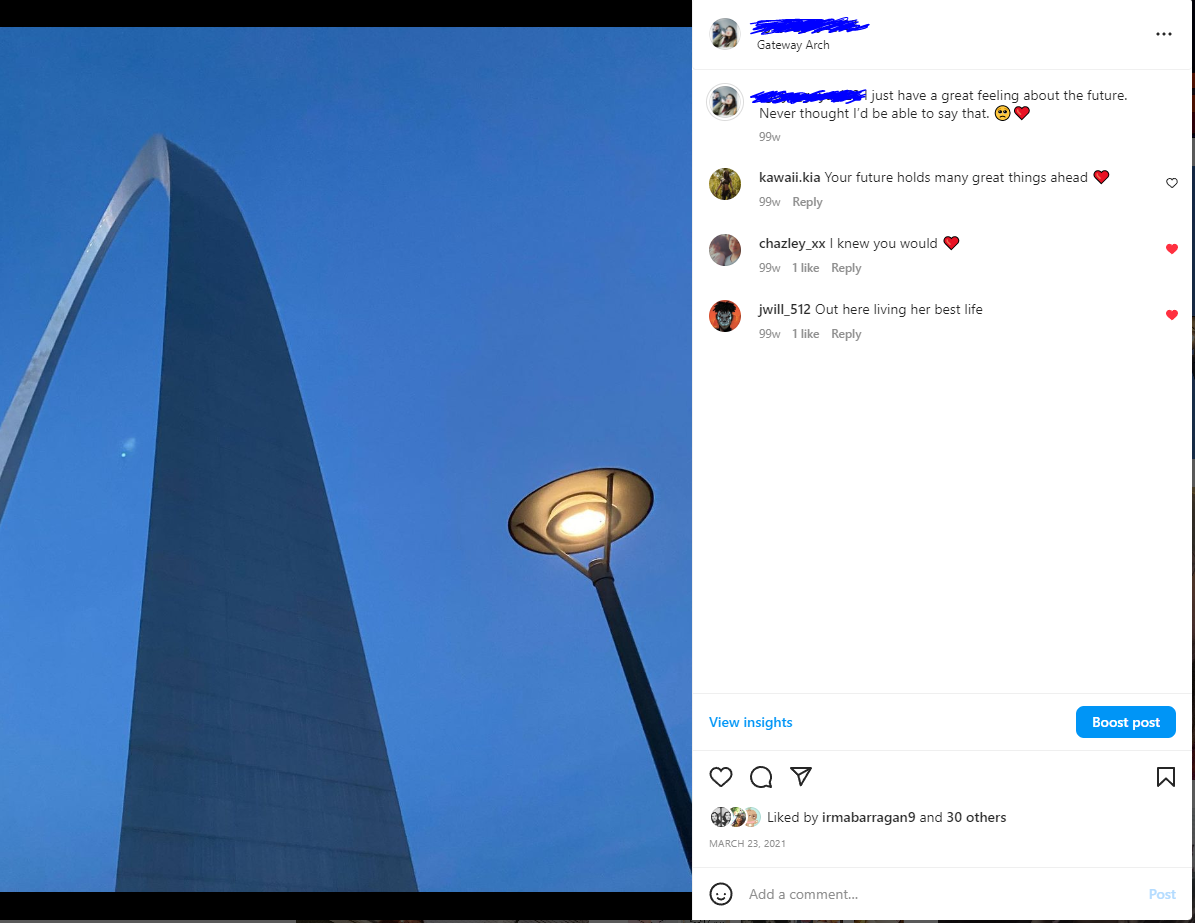 Gateway Arch
just have a great feeling about the future.
Never thought I'd be able to say that. 🥺❤️
99w
kawaii.kia Your future holds many great things ahead ❤️
99w Reply
chazley_xx I knew you would ❤️
99w 1 like Reply
jwill_512 Out here living her best life
99w 1 like Reply
View insights
Boost post
Liked by irmabarragan9 and 30 others
MARCH 23, 2021
Add a comment...
Post